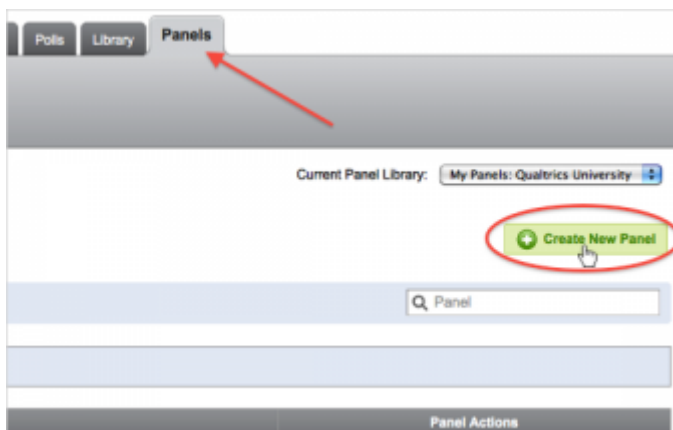 Polls Library Panels
Current Panel Library: My Panels: Qualtrics University
Create New Panel
Panel
Panel Actions